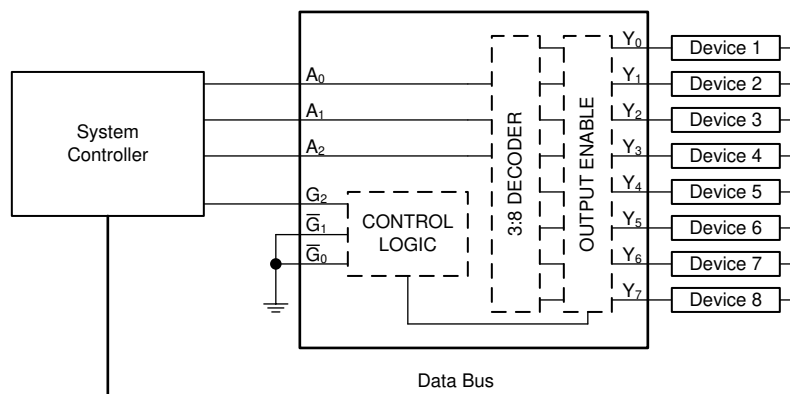 System
Controller
A0
A1
A2
G2
G̅1
G̅0
CONTROL
LOGIC
3:8 DECODER
OUTPUT ENABLE
Y0
Y1
Y2
Y3
Y4
Y5
Y6
Y7
Device 1
Device 2
Device 3
Device 4
Device 5
Device 6
Device 7
Device 8
Data Bus